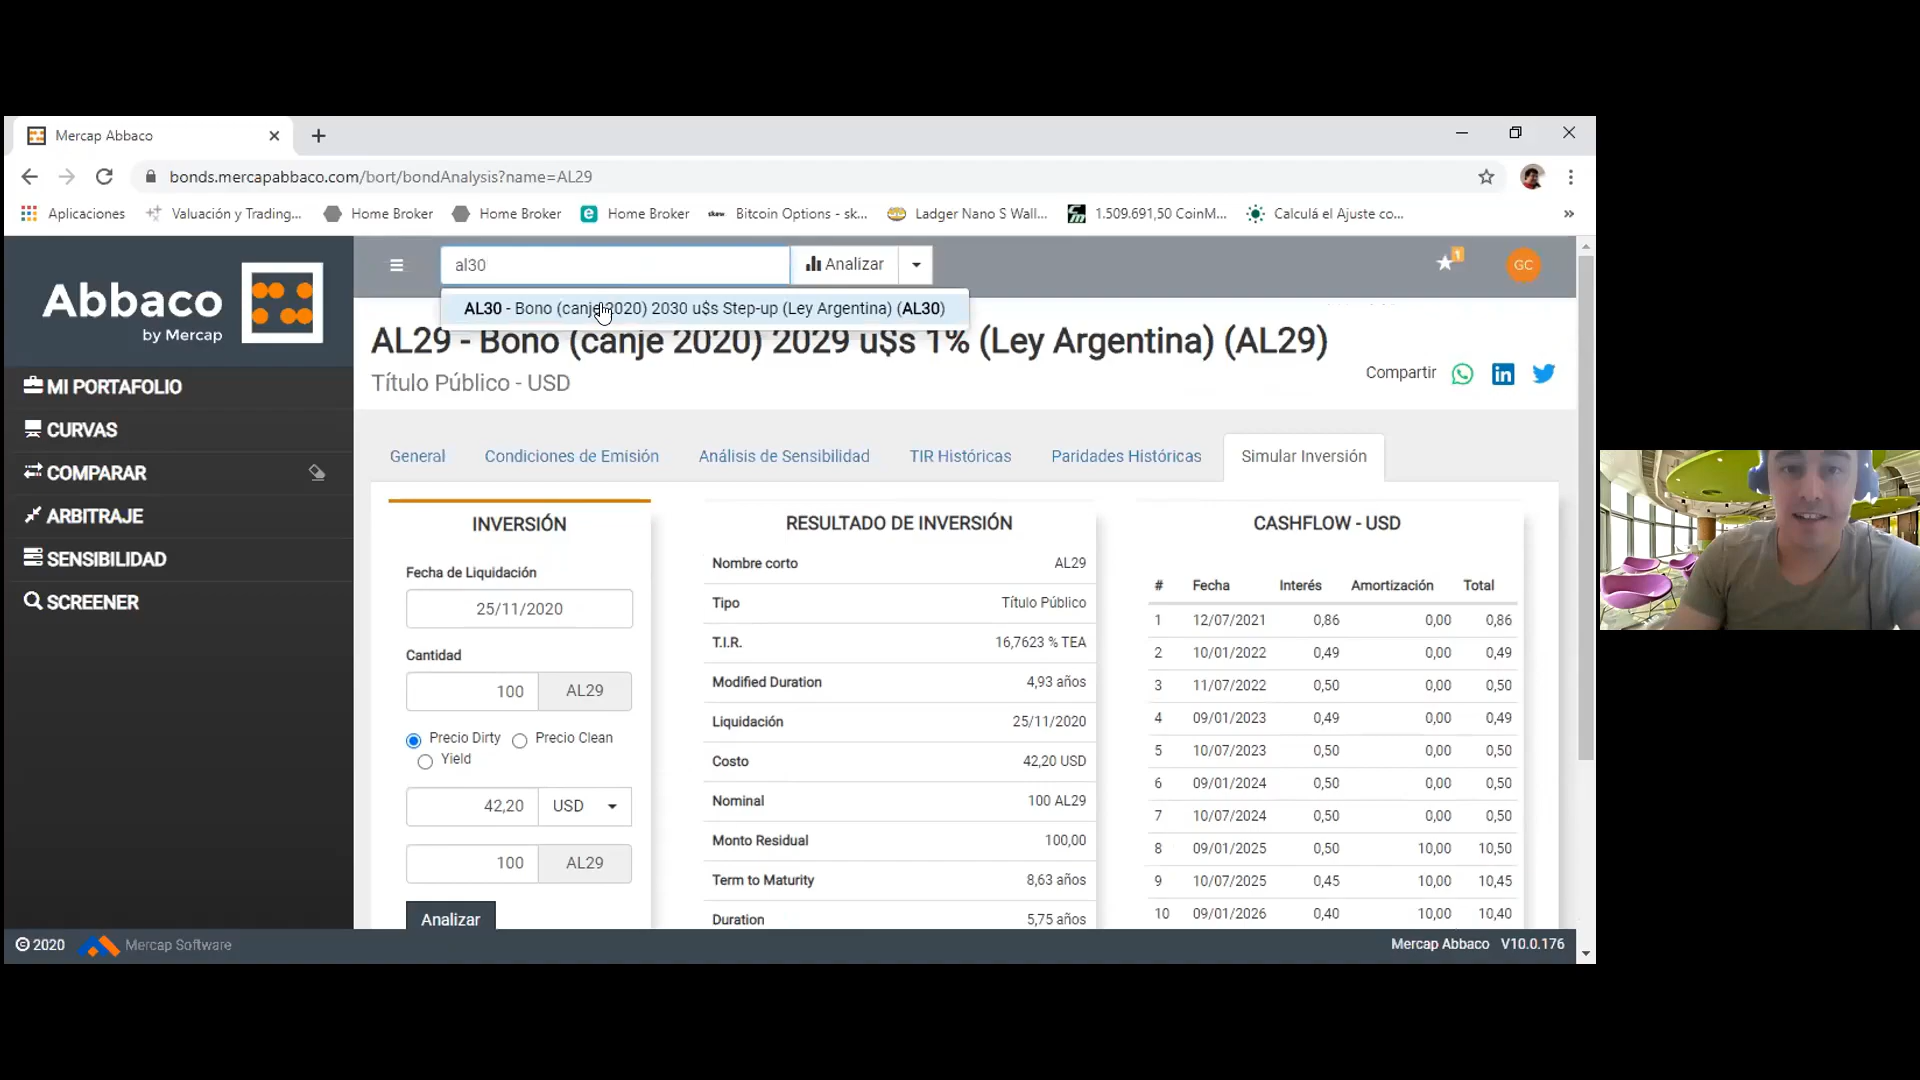 Mercap Abbaco
bonds.mercapabbaco.com/bort/bondAnalysis?name=AL29
Aplicaciones
Valuación y Trading...
Home Broker
Home Broker
Home Broker
skew
Bitcoin Options - sk...
Ladger Nano S Wall...
1.509.691,50 CoinM...
Calculá el Ajuste co...
»
Abbaco
by Mercap
al30
Analizar
1
GC
AL30 - Bono (canje 2020) 2030 u$s Step-up (Ley Argentina) (AL30)
AL29 - Bono (canje 2020) 2029 u$s 1% (Ley Argentina) (AL29)
Título Público - USD
Compartir
MI PORTAFOLIO
CURVAS
COMPARAR
ARBITRAJE
SENSIBILIDAD
SCREENER
General
Condiciones de Emisión
Análisis de Sensibilidad
TIR Históricas
Paridades Históricas
Simular Inversión
INVERSIÓN
Fecha de Liquidación
25/11/2020
Cantidad
100 AL29
Precio Dirty
Precio Clean
Yield
42,20 USD
100 AL29
Analizar
RESULTADO DE INVERSIÓN
Nombre corto AL29
Tipo Título Público
T.I.R. 16,7623 % TEA
Modified Duration 4,93 años
Liquidación 25/11/2020
Costo 42,20 USD
Nominal 100 AL29
Monto Residual 100,00
Term to Maturity 8,63 años
Duration 5,75 años
CASHFLOW - USD
# Fecha Interés Amortización Total
1 12/07/2021 0,86 0,00 0,86
2 10/01/2022 0,49 0,00 0,49
3 11/07/2022 0,50 0,00 0,50
4 09/01/2023 0,49 0,00 0,49
5 10/07/2023 0,50 0,00 0,50
6 09/01/2024 0,50 0,00 0,50
7 10/07/2024 0,50 0,00 0,50
8 09/01/2025 0,50 10,00 10,50
9 10/07/2025 0,45 10,00 10,45
10 09/01/2026 0,40 10,00 10,40
© 2020
Mercap Software
Mercap Abbaco V10.0.176